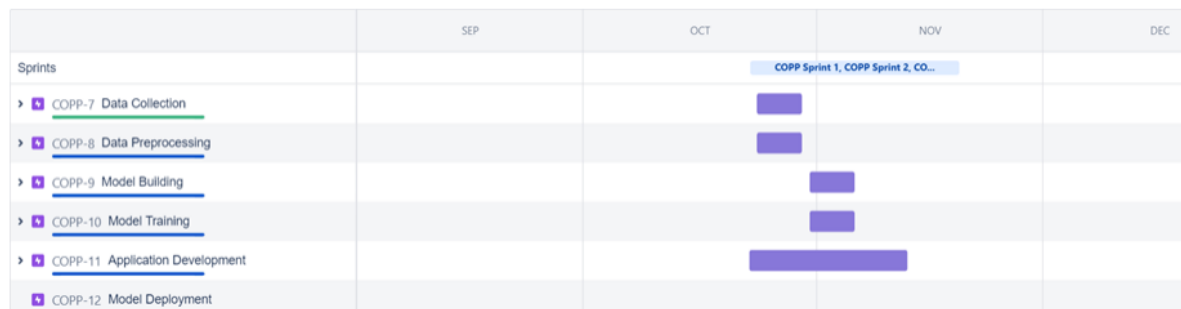 SEP OCT NOV DEC
Sprints COPP Sprint 1, COPP Sprint 2, CO...
COPP-7 Data Collection
COPP-8 Data Preprocessing
COPP-9 Model Building
COPP-10 Model Training
COPP-11 Application Development
COPP-12 Model Deployment